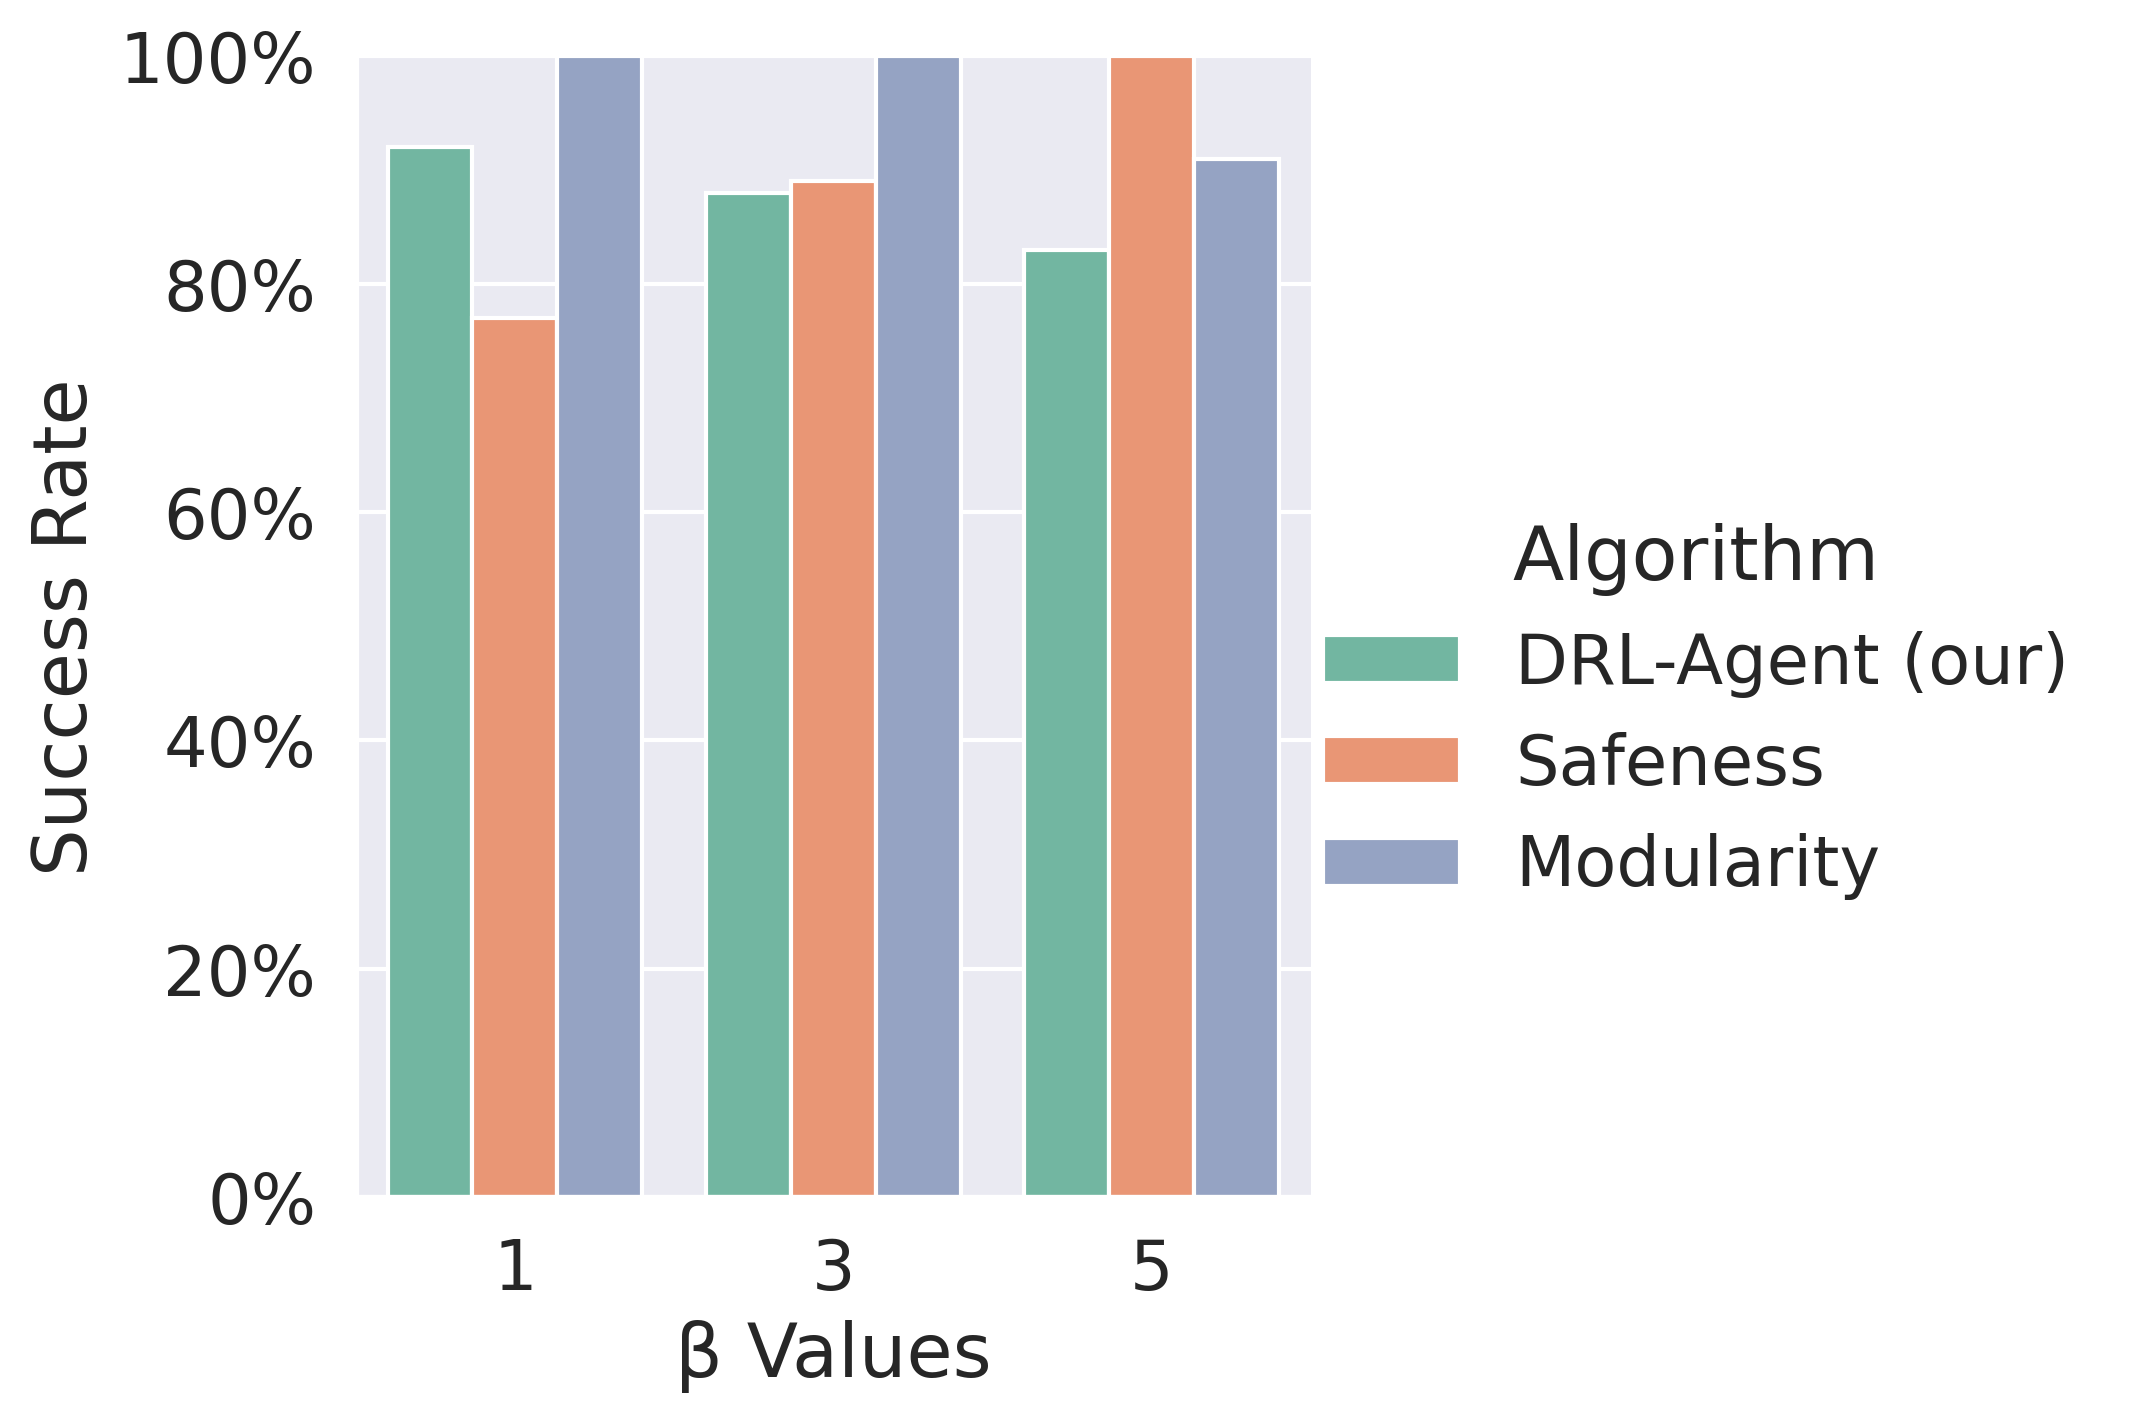 100%
80%
60%
40%
20%
0%
Success Rate
1 3 5
β Values
Algorithm
DRL-Agent (our)
Safeness
Modularity